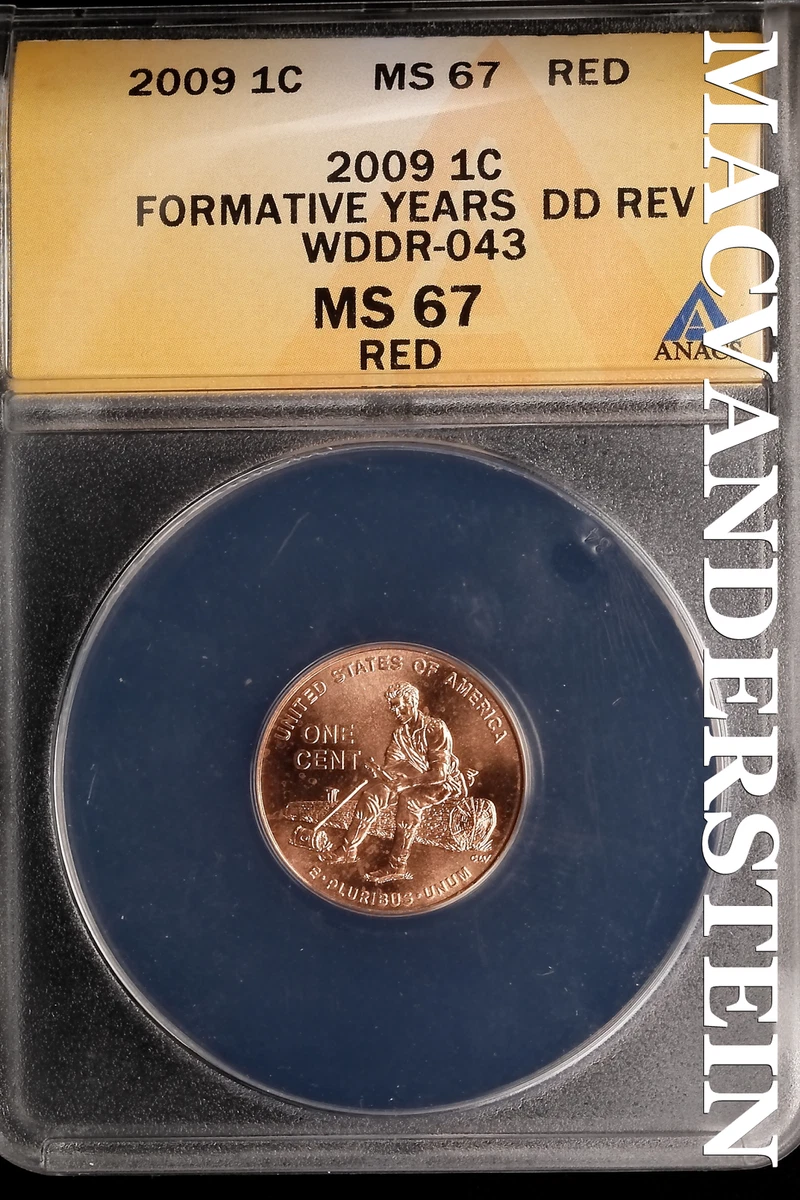 2009 1C MS 67 RED
2009 1C
FORMATIVE YEARS DD REV
WDDR-043
MS 67
RED
ANACS
UNITED STATES OF AMERICA
ONE
CENT
CLV
E·PLURIBUS·UNUM
MACVANDERSTEIN